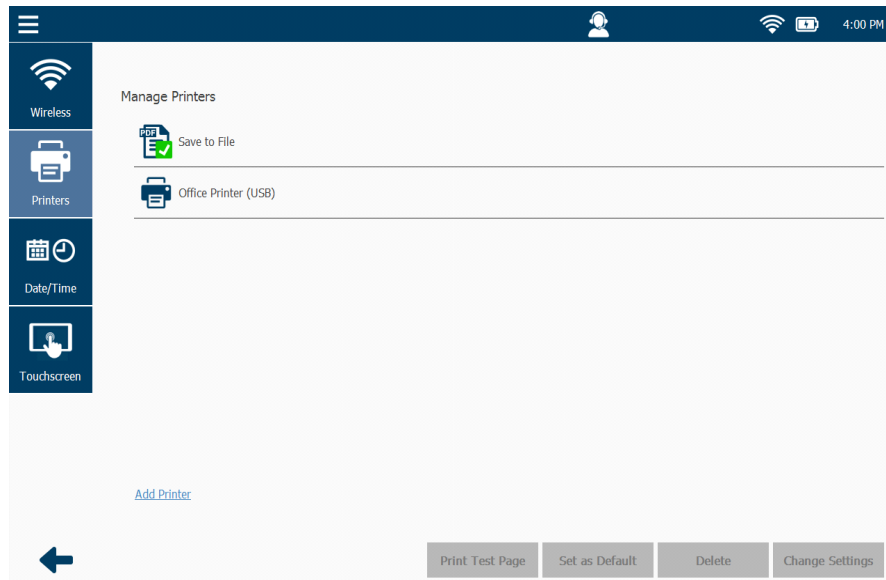 4:00 PM
Wireless
Manage Printers
PDF
Save to File
Printers
Office Printer (USB)
Date/Time
Touchscreen
Add Printer
Print Test Page
Set as Default
Delete
Change Settings